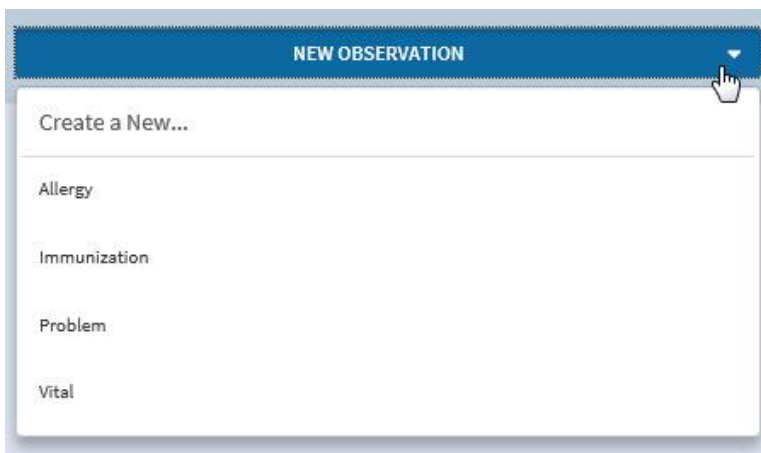 NEW OBSERVATION
Create a New...
Allergy
Immunization
Problem
Vital